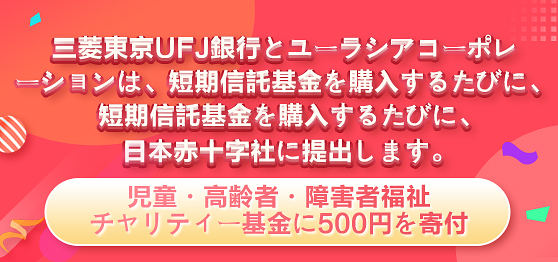 三菱東京UFJ銀行とユーラシアコーポレ
ーションは、短期信託基金を購入するたびに、
短期信託基金を購入するたびに、
日本赤十字社に提出します。
児童・高齢者・障害者福祉
チャリティー基金に500円を寄付